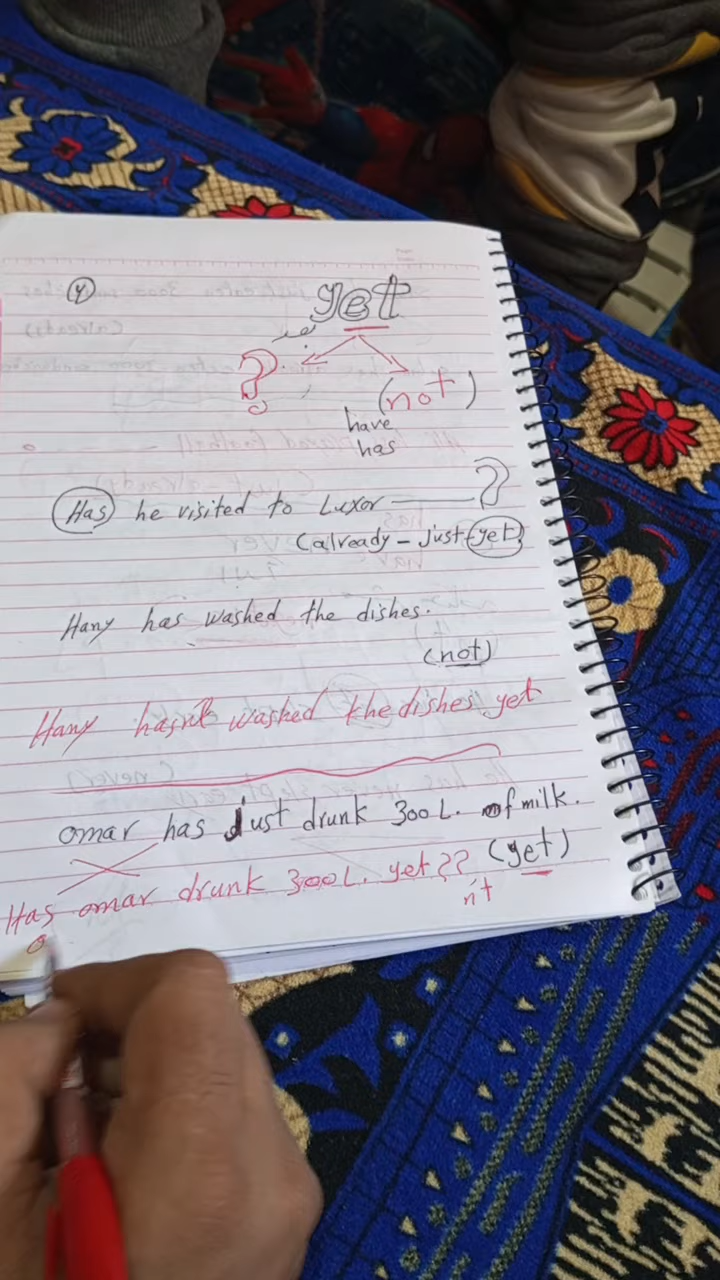 4
yet
?
(not)
have
has
Has he visited to Luxor ———— ?
(already - just - yet)
Hany has washed the dishes.
(not)
Hany hasn't washed the dishes yet
omar has Just drunk 300 L. of milk.
(yet)
Has omar drunk 300 L. yet??
n't
o